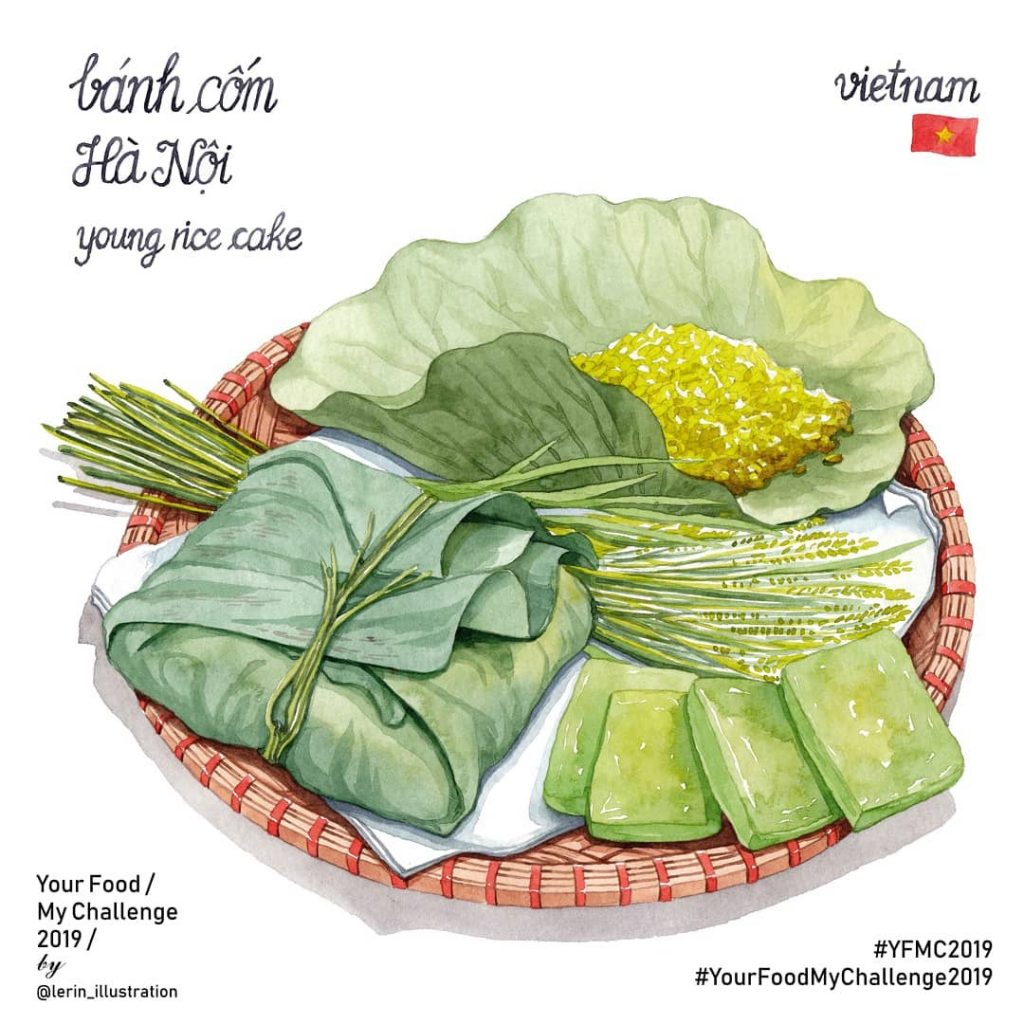 bánh cốm
Hà Nội
young rice cake
vietnam
Your Food /
My Challenge
2019 /
by
@lerin_illustration
#YFMC2019
#YourFoodMyChallenge2019